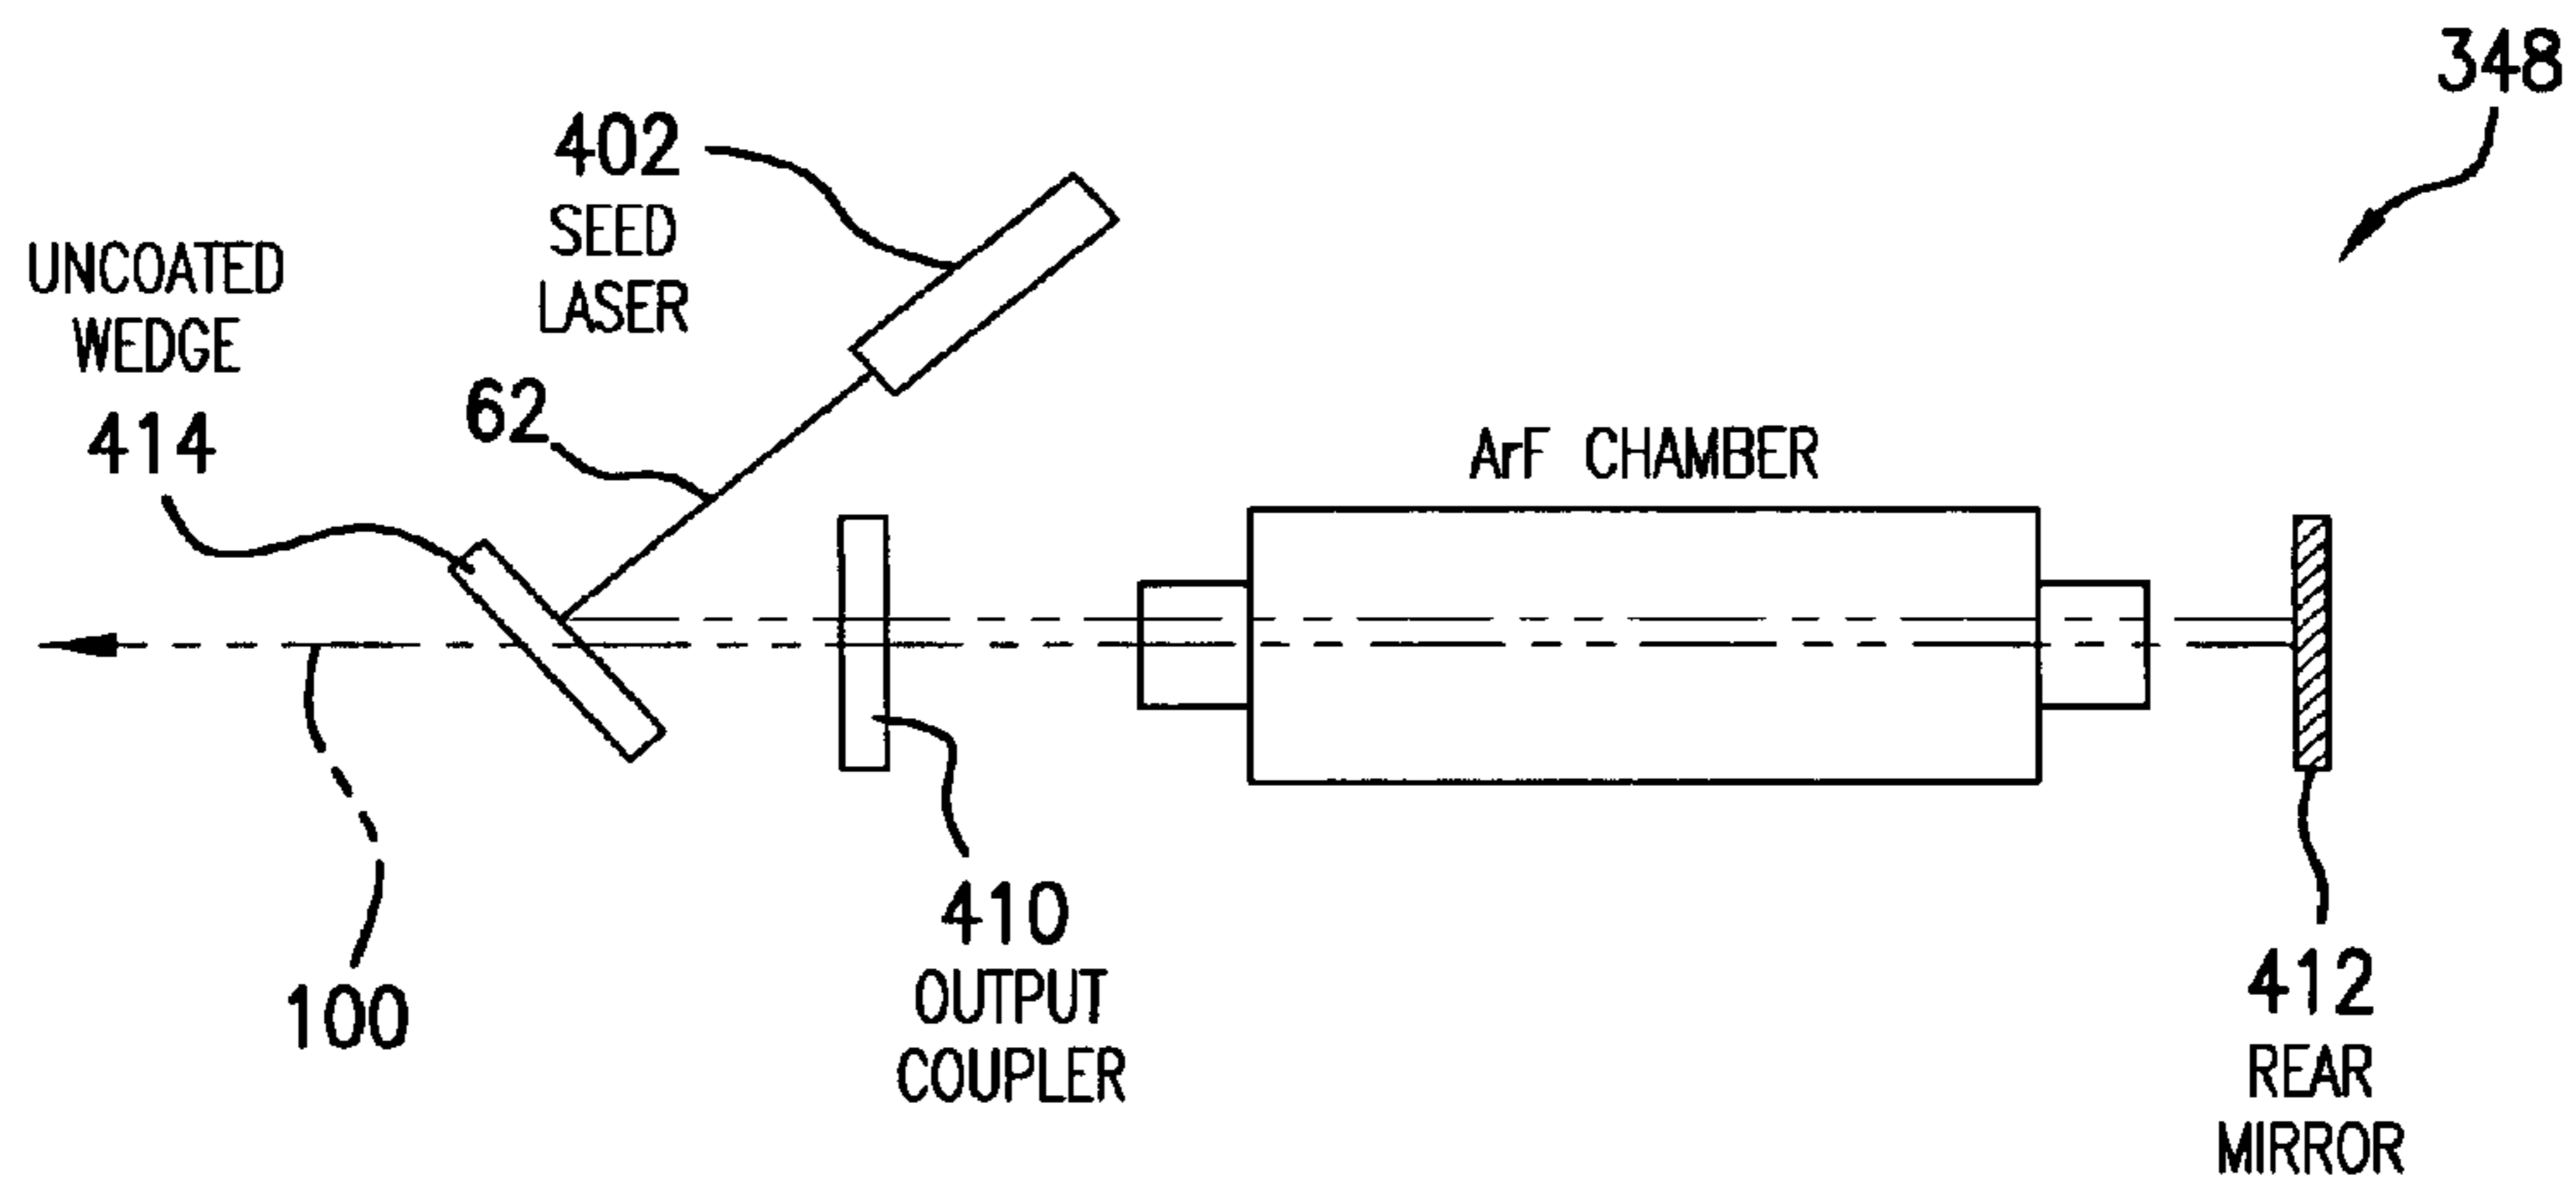 348
402
SEED
LASER
UNCOATED
WEDGE
414
62
ArF CHAMBER
410
OUTPUT
COUPLER
100
412
REAR
MIRROR